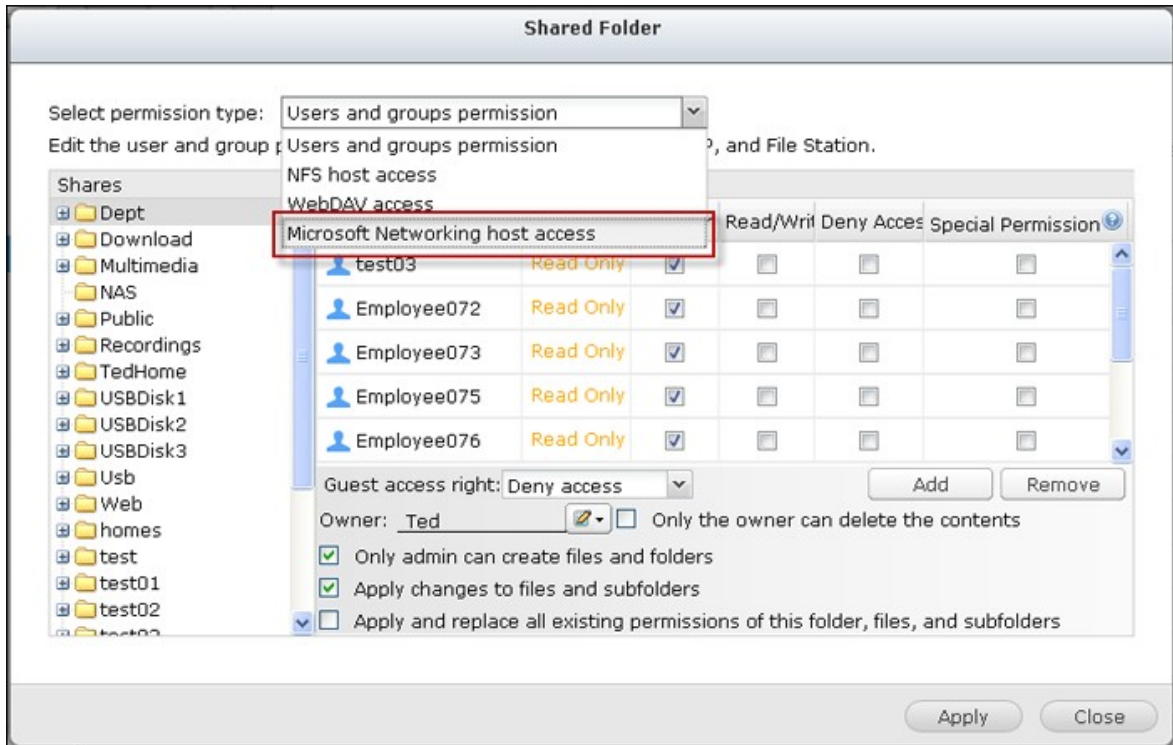 Shared Folder
Select permission type: Users and groups permission
Edit the user and group p
Users and groups permission
P, and File Station.
NFS host access
WebDAV access
Microsoft Networking host access
Shares
Read/Writ Deny Acces Special Permission
Dept
Download
Multimedia
NAS
Public
Recordings
TedHome
USBDisk1
USBDisk2
USBDisk3
Usb
Web
homes
test
test01
test02
test03 Read Only
Employee072 Read Only
Employee073 Read Only
Employee075 Read Only
Employee076 Read Only
Guest access right: Deny access Add Remove
Owner: Ted Only the owner can delete the contents
Only admin can create files and folders
Apply changes to files and subfolders
Apply and replace all existing permissions of this folder, files, and subfolders
Apply Close